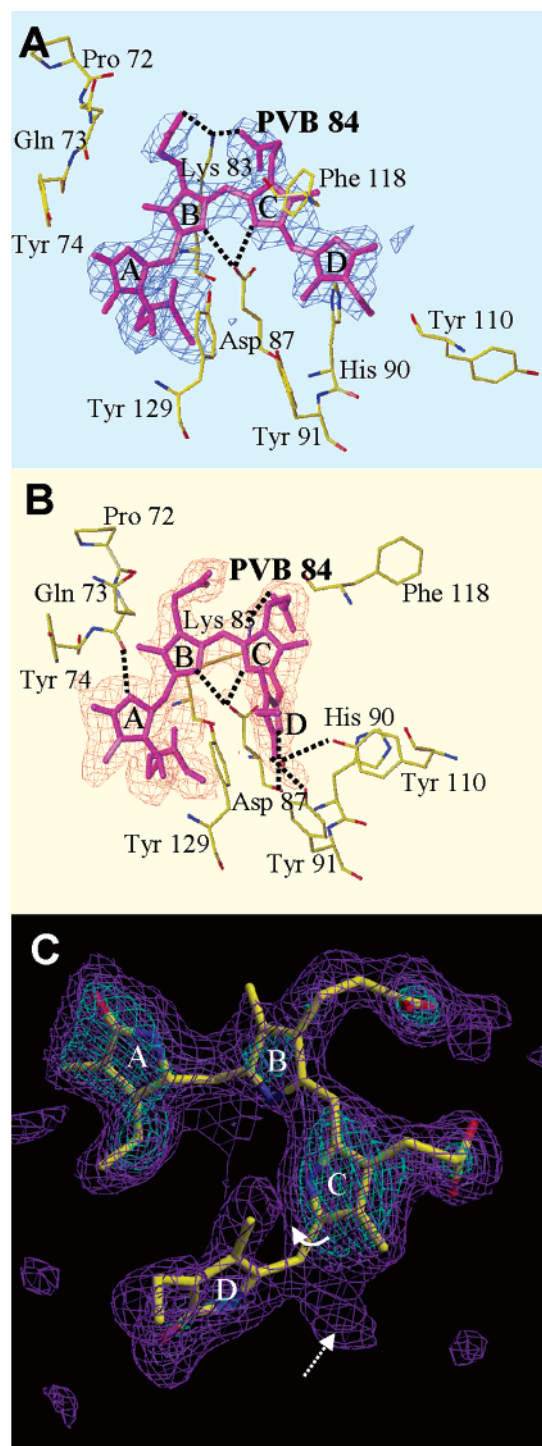 A
Pro 72
PVB 84
Gln 73
Lys 83
Phe 118
B
C
Tyr 74
A
D
Tyr 110
Asp 87
His 90
Tyr 129
Tyr 91
B
Pro 72
PVB 84
Gln 73
Lys 83
Phe 118
Tyr 74
B
C
A
D
His 90
Tyr 110
Asp 87
Tyr 129
Tyr 91
C
A
B
C
D